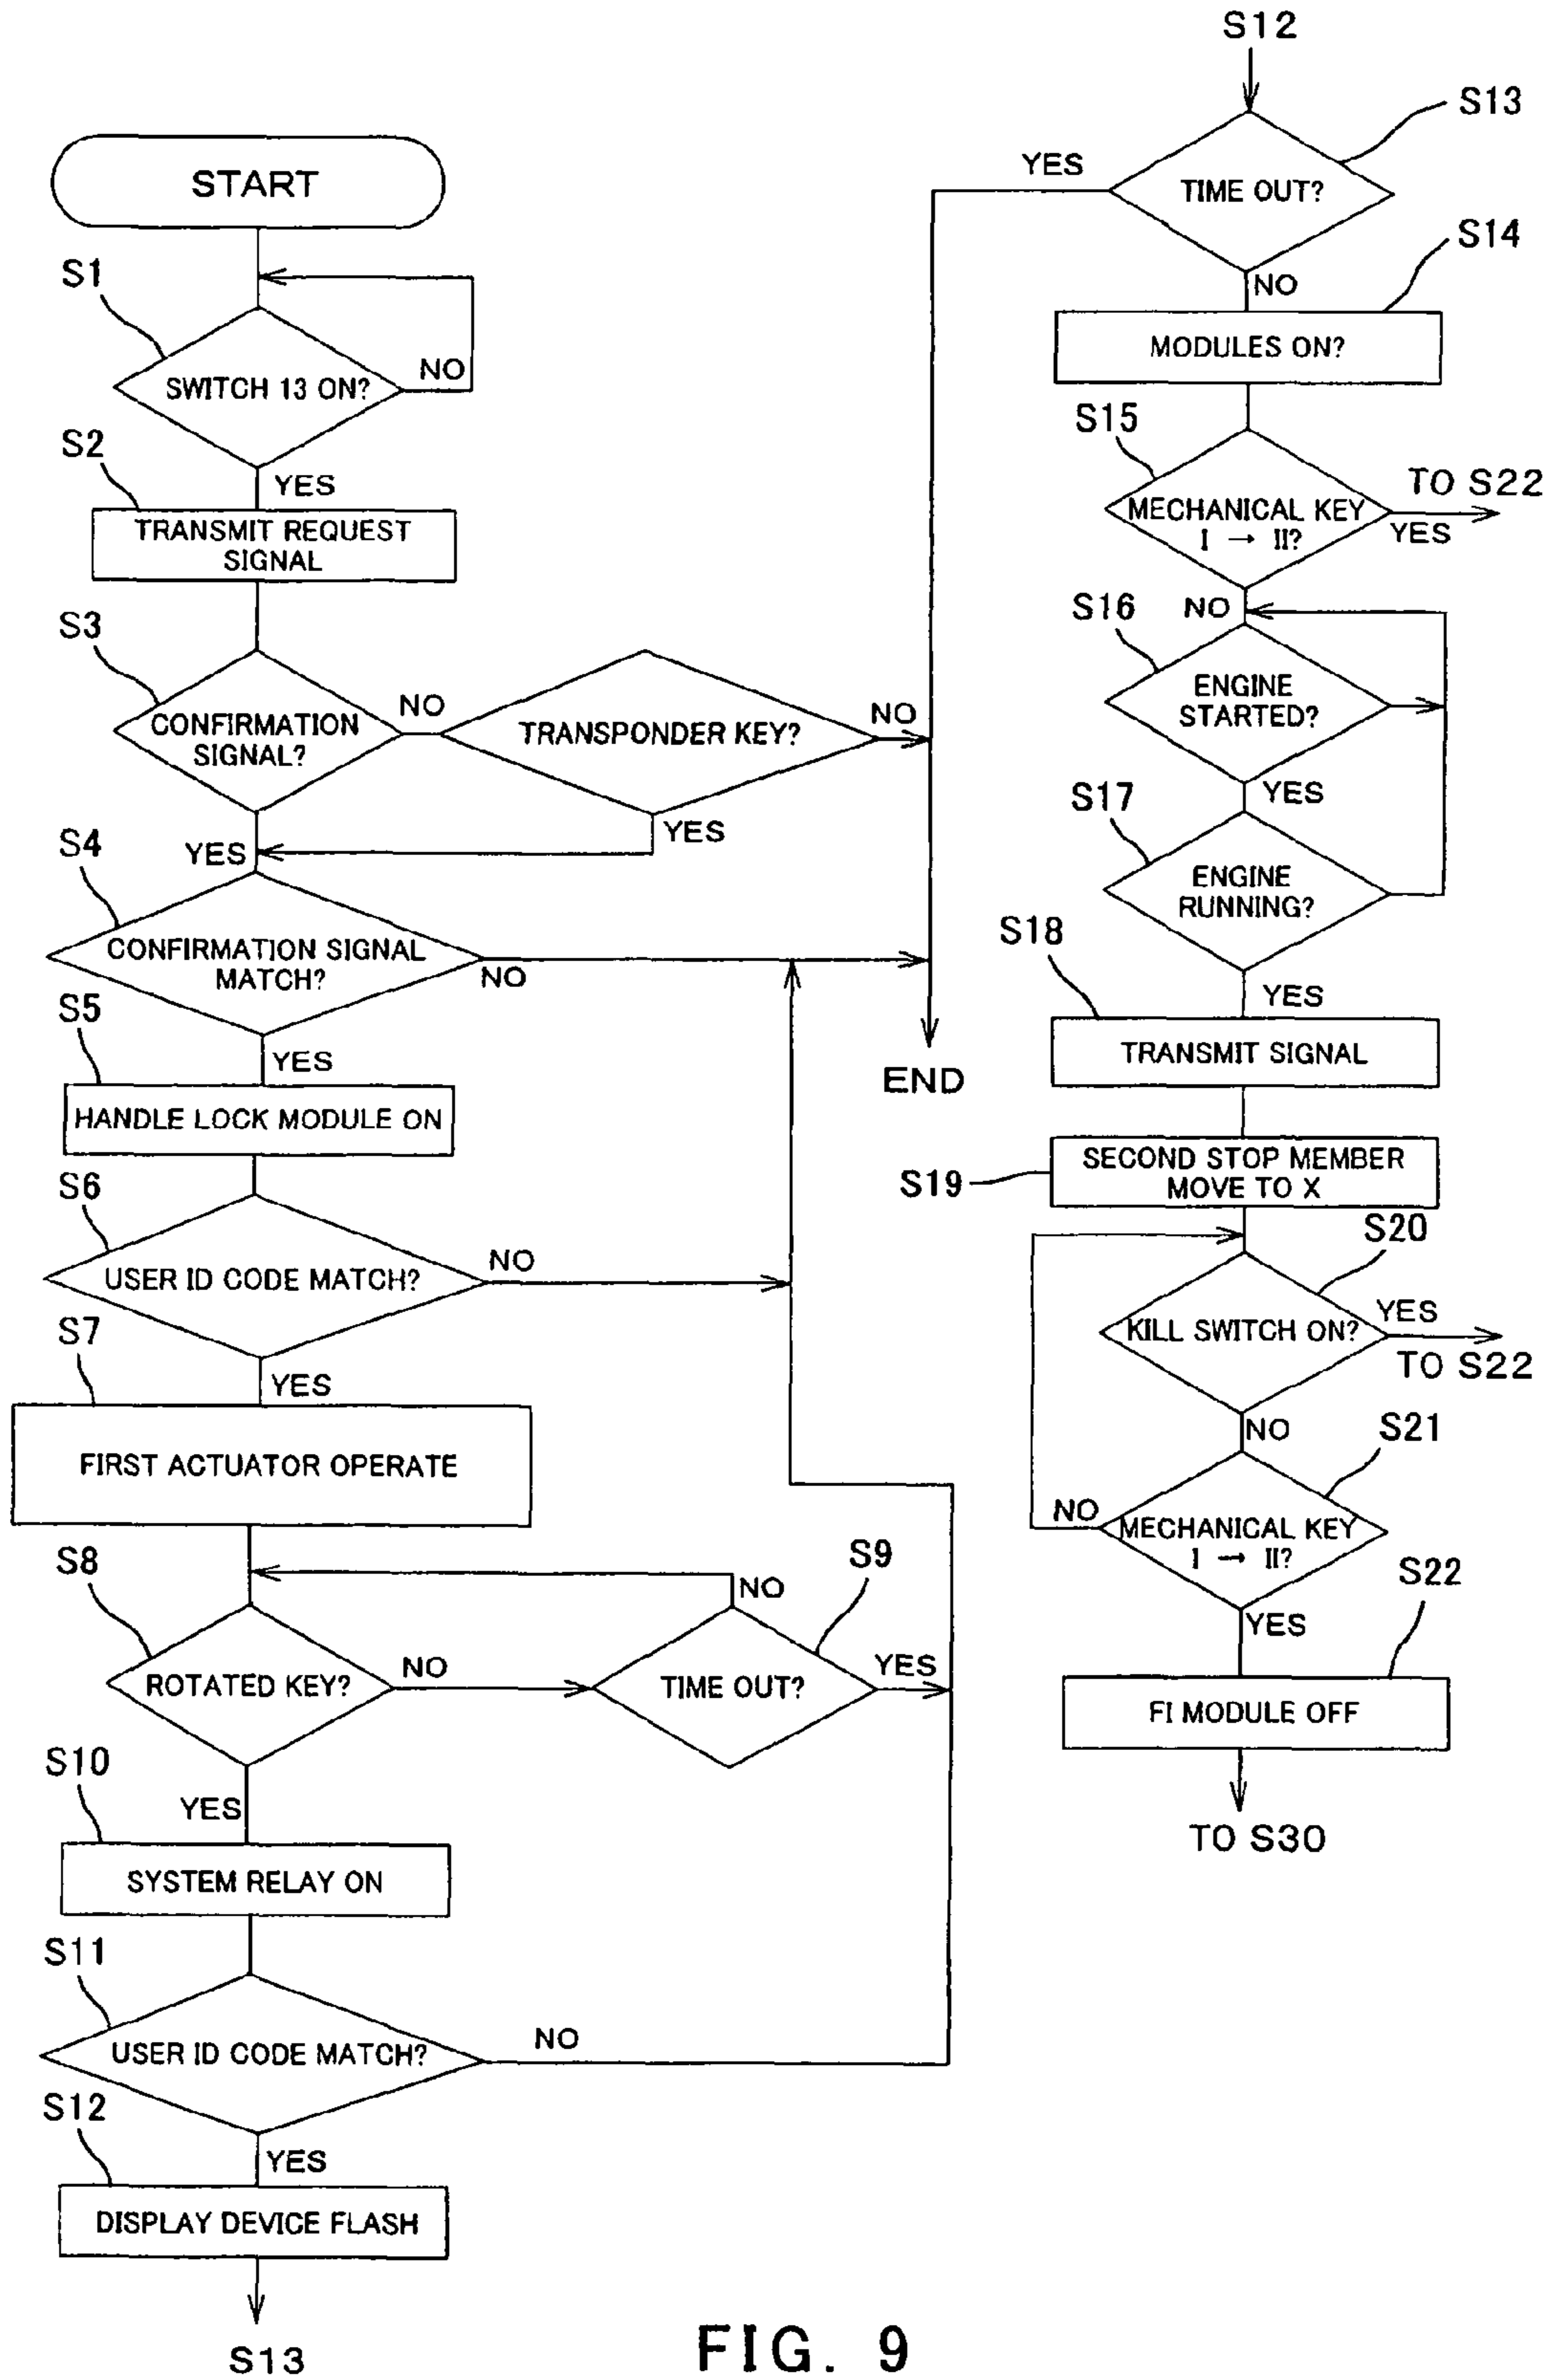 START
S1
SWITCH 13 ON?
NO
YES
S2
TRANSMIT REQUEST
SIGNAL
S3
CONFIRMATION
SIGNAL?
NO
TRANSPONDER KEY?
NO
YES
YES
S4
CONFIRMATION SIGNAL
MATCH?
NO
YES
END
S5
HANDLE LOCK MODULE ON
S6
USER ID CODE MATCH?
NO
YES
S7
FIRST ACTUATOR OPERATE
S8
ROTATED KEY?
NO
S9
TIME OUT?
NO
YES
YES
S10
SYSTEM RELAY ON
S11
USER ID CODE MATCH?
NO
YES
S12
DISPLAY DEVICE FLASH
S13
S12
S13
TIME OUT?
YES
NO
S14
MODULES ON?
S15
MECHANICAL KEY
I → II?
TO S22
YES
NO
S16
ENGINE
STARTED?
YES
S17
ENGINE
RUNNING?
YES
S18
TRANSMIT SIGNAL
S19
SECOND STOP MEMBER
MOVE TO X
S20
KILL SWITCH ON?
YES
TO S22
NO
S21
MECHANICAL KEY
I → II?
NO
YES
S22
FI MODULE OFF
TO S30
FIG. 9